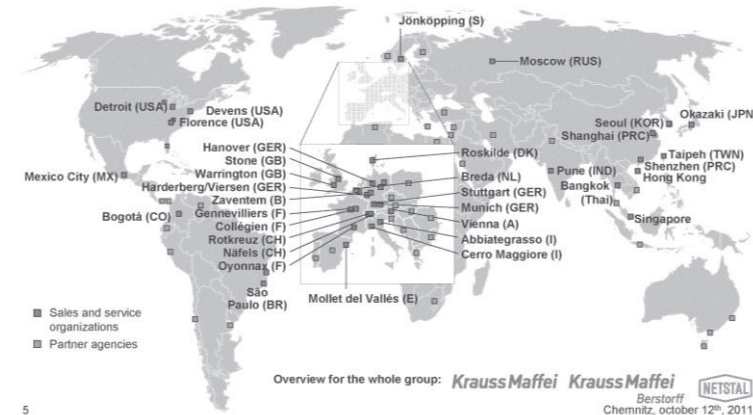 Jönköpping (S)
Moscow (RUS)
Detroit (USA)
Devens (USA)
Florence (USA)
Okazaki (JPN
Seoul (KOR)
Shanghai (PRC)
Hanover (GER)
Stone (GB)
Warrington (GB)
Harderberg/Viersen (GER)
Zaventem (B)
Gennevilliers (F)
Collégien (F)
Rotkreuz (CH)
Näfels (CH)
Oyonnax (F)
Roskilde (DK)
Breda (NL)
Stuttgart (GER)
Munich (GER)
Vienna (A)
Abbiategrasso (I)
Cerro Maggiore (I)
Mollet del Vallés (E)
Mexico City (MX)
Bogotá (CO)
São
Paulo (BR)
Taipeh (TWN)
Shenzhen (PRC)
Hong Kong
Pune (IND)
Bangkok
(Thai)
Singapore
Sales and service
organizations
Partner agencies
Overview for the whole group: Krauss Maffei Krauss Maffei
Berstorff
NETSTAL
5
Chemnitz, october 12th, 2011